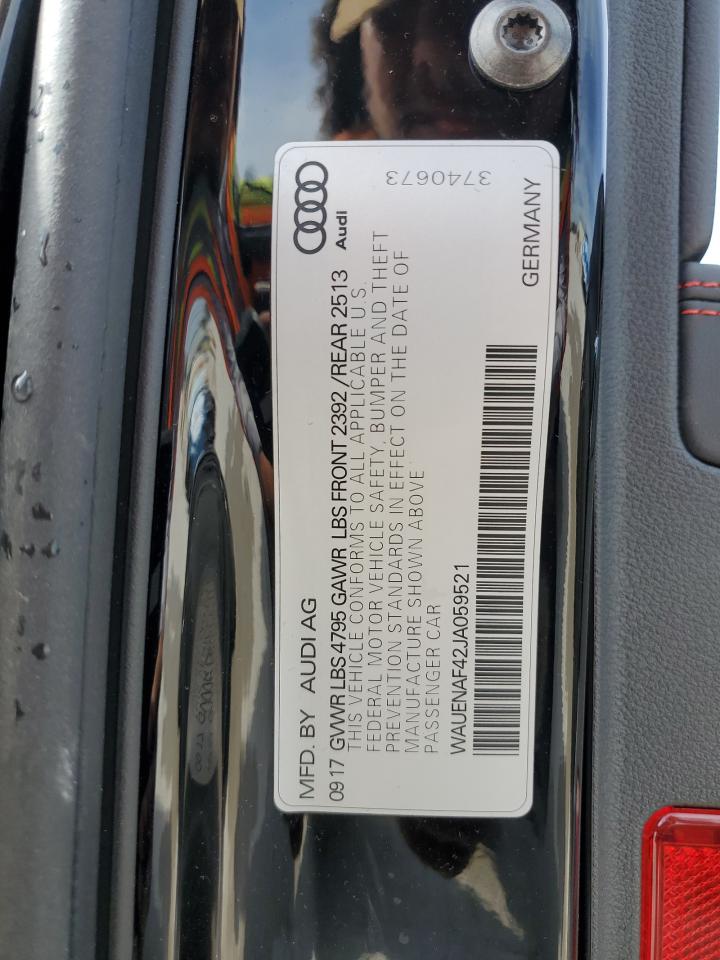 MFD. BY AUDI AG
Audi
09 17 GVWR LBS 4795 GAWR LBS FRONT 2392 / REAR 2513
THIS VEHICLE CONFORMS TO ALL APPLICABLE U.S.
FEDERAL MOTOR VEHICLE SAFETY, BUMPER AND THEFT
PREVENTION STANDARDS IN EFFECT ON THE DATE OF
MANUFACTURE SHOWN ABOVE
PASSENGER CAR
3740673
WAUENAF42JA059521
GERMANY